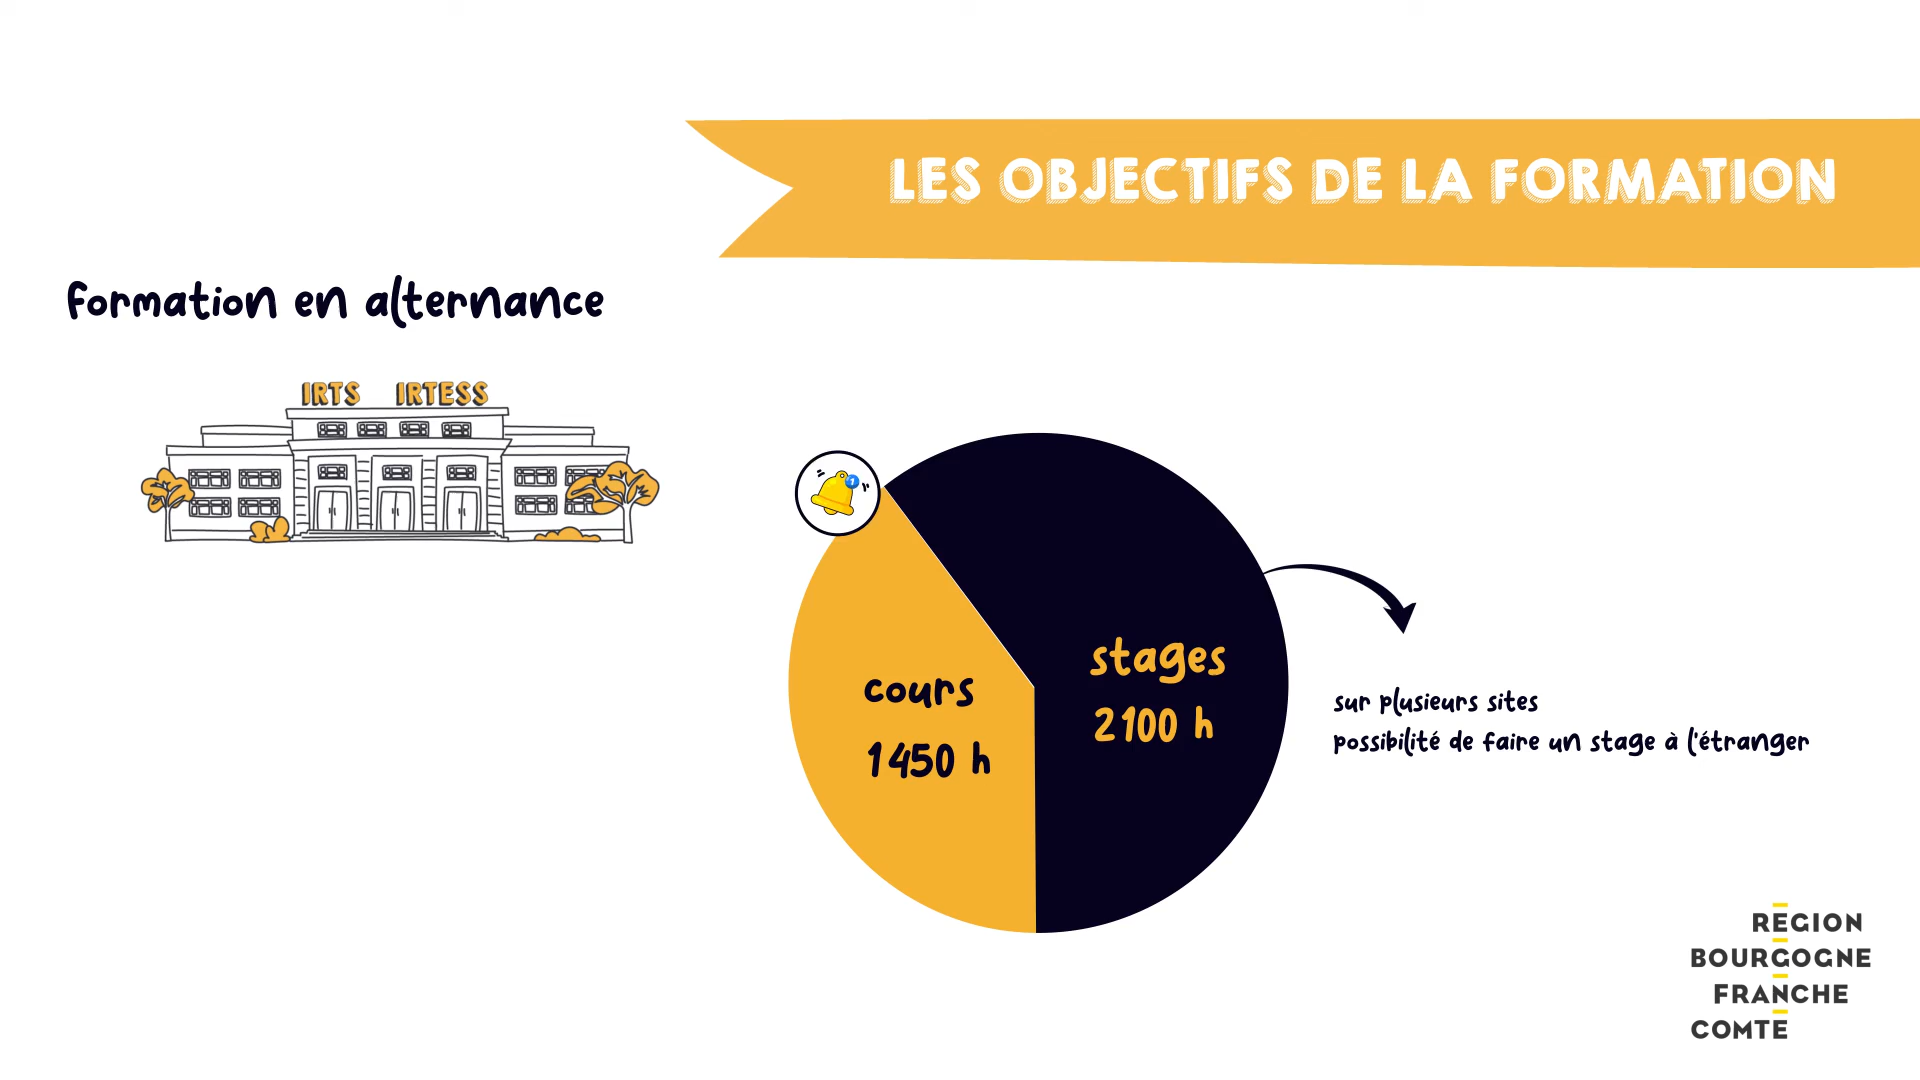 LES OBJECTIFS DE LA FORMATION
Formation en alternance
IRTS IRTESS
1
cours
1450 h
stages
2100 h
sur plusieurs sites
possibilité de faire un stage à l'étranger
REGION
BOURGOGNE
FRANCHE
COMTE